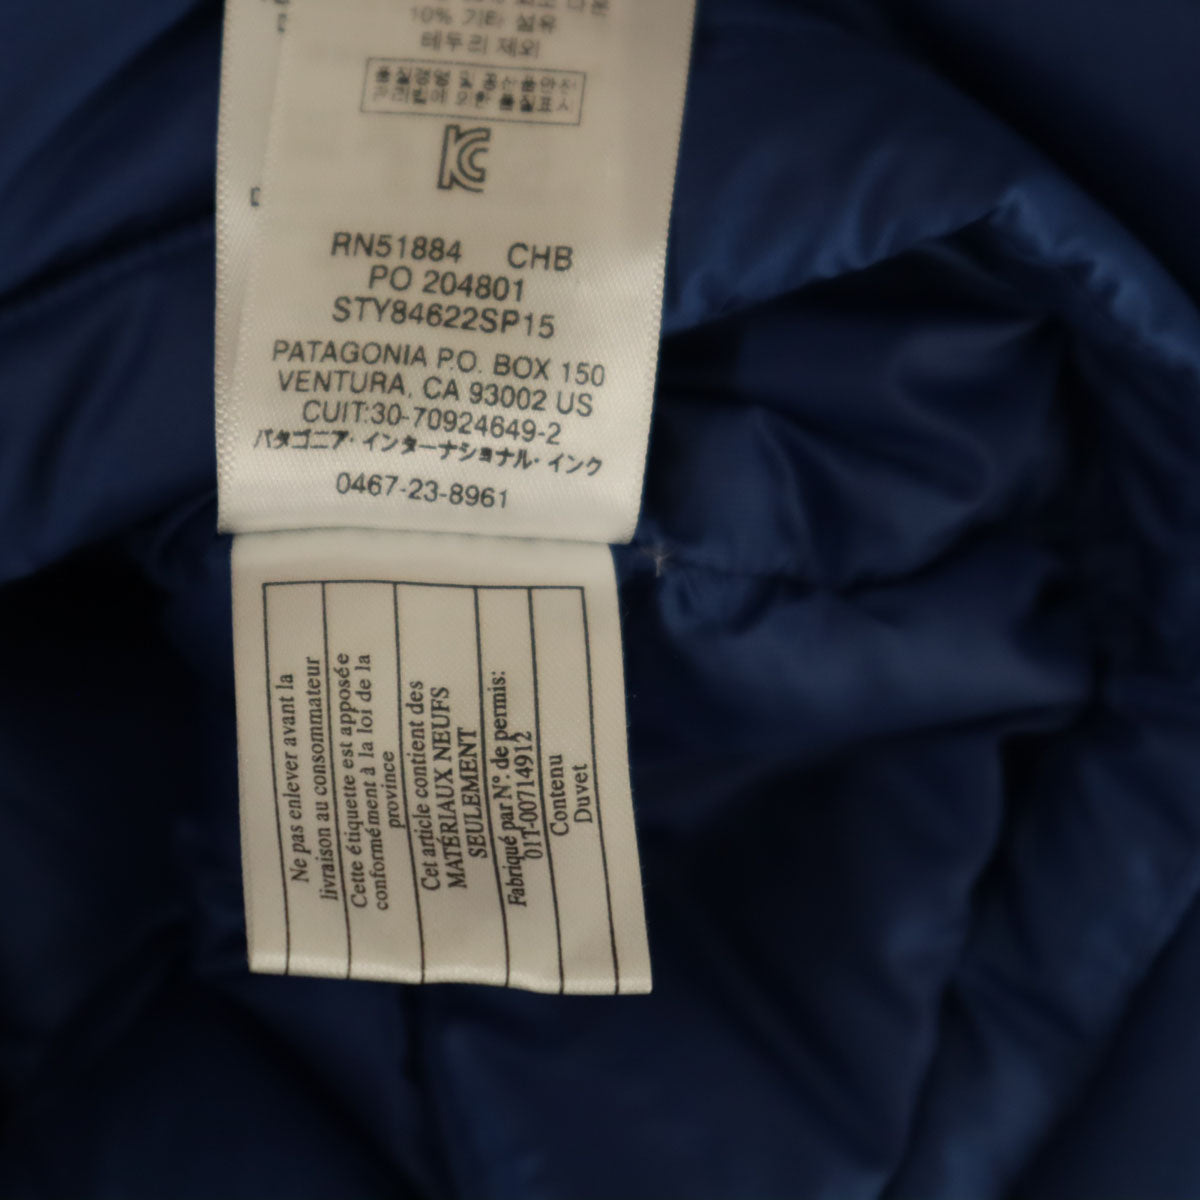 10% 기타 섬유
테두리 제외
KC
RN51884 CHB
PO 204801
STY84622SP15
PATAGONIA P.O. BOX 150
VENTURA, CA 93002 US
CUIT:30-70924649-2
パタゴニア・インターナショナル・インク
0467-23-8961
Ne pas enlever avant la
livraison au consommateur
Cette étiquette est apposée
conformément à la loi de la
province
Cet article contient des
MATÉRIAUX NEUFS
SEULEMENT
Fabriqué par N°. de permis:
01T-00714912
Contenu
Duvet